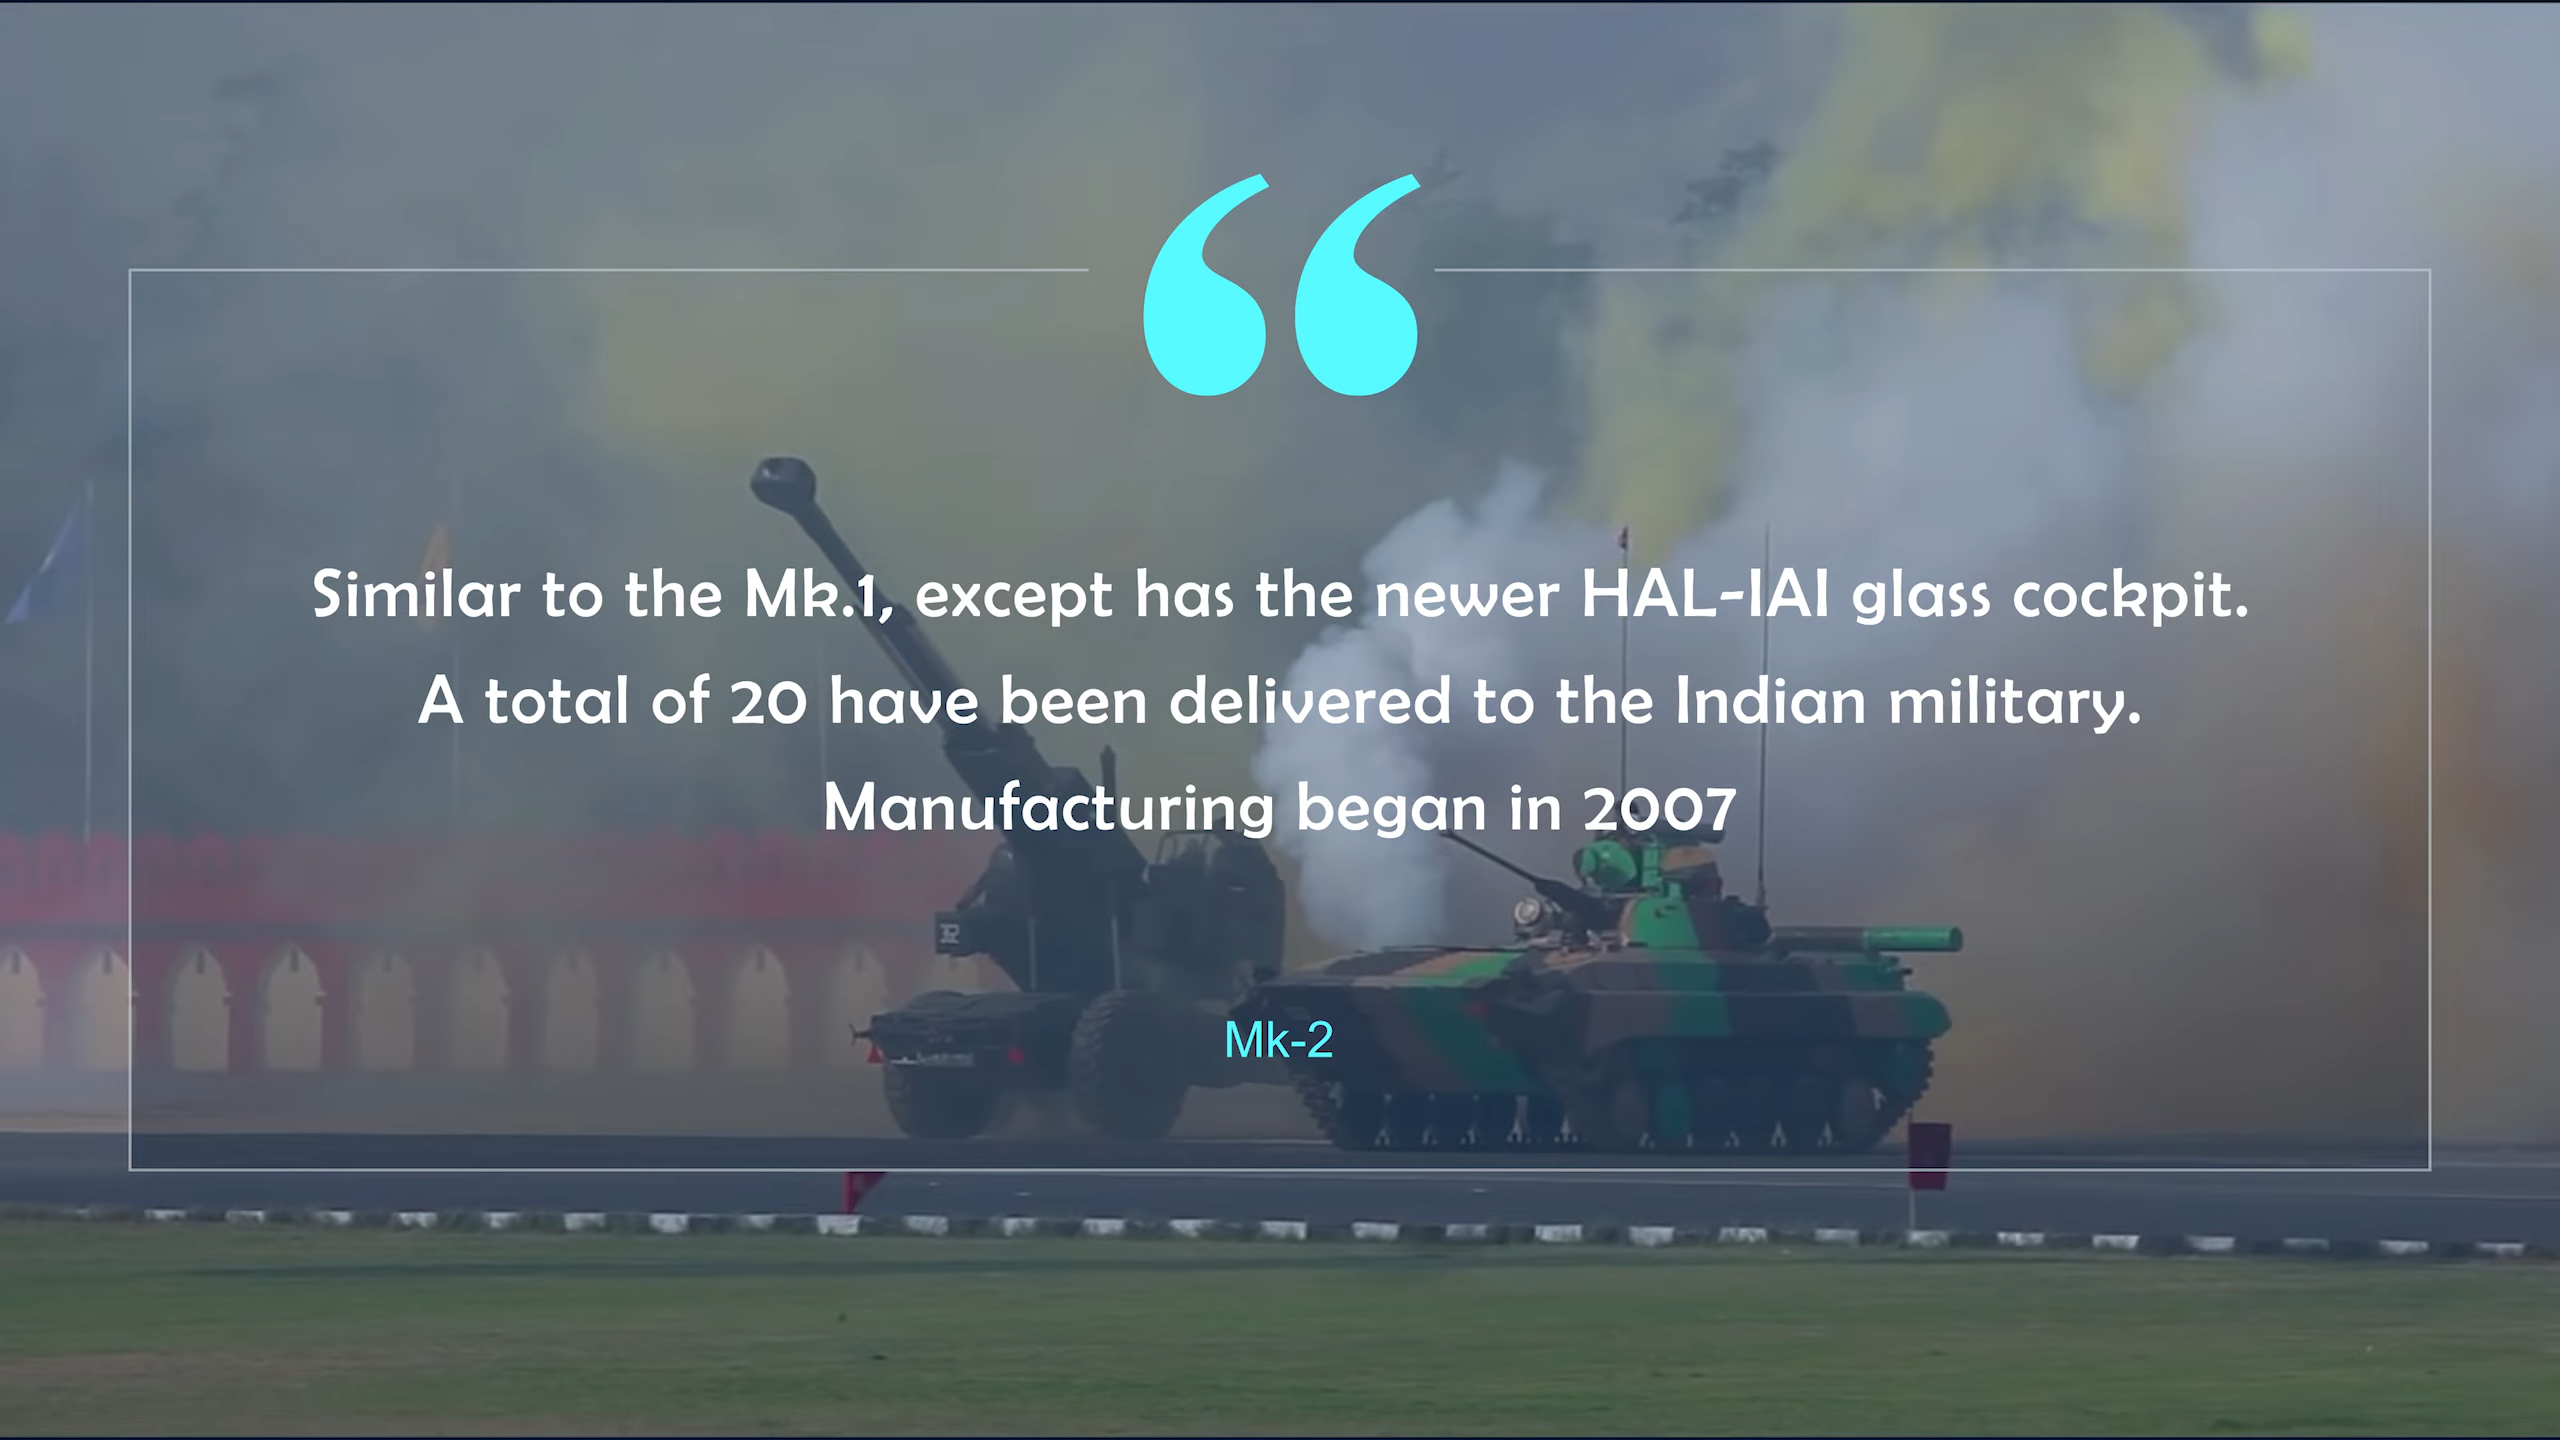 “
Similar to the Mk.1, except has the newer HAL-IAI glass cockpit.
A total of 20 have been delivered to the Indian military.
Manufacturing began in 2007
Mk-2